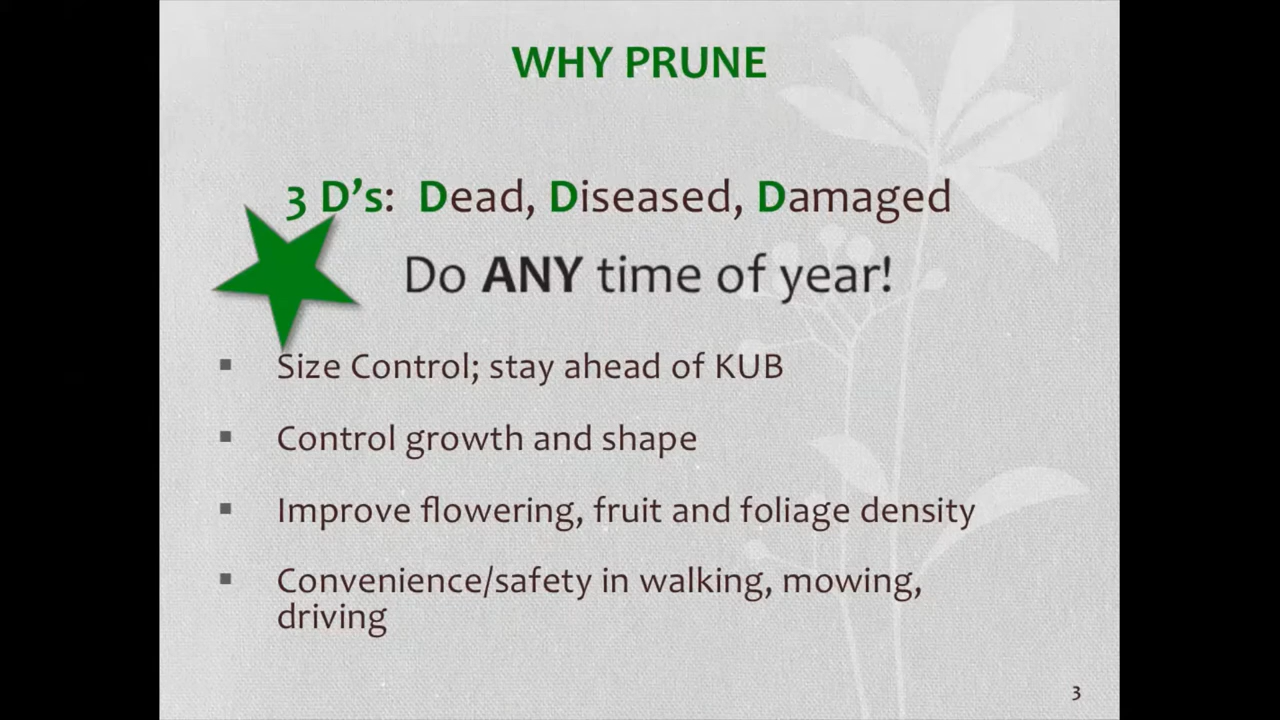 WHY PRUNE
3 D’s: Dead, Diseased, Damaged
Do ANY time of year!
▪ Size Control; stay ahead of KUB
▪ Control growth and shape
▪ Improve flowering, fruit and foliage density
▪ Convenience/safety in walking, mowing,
driving
3